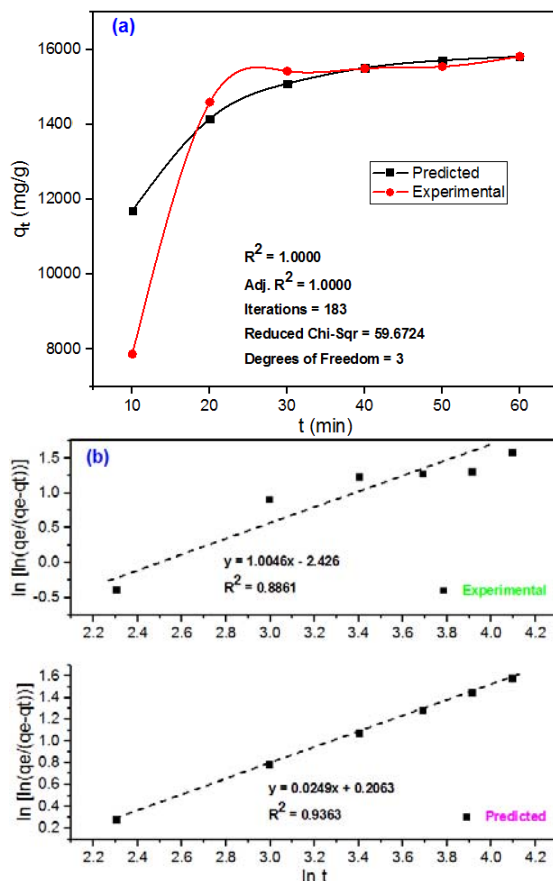 (a)
16000
1400
12000
8000
qt (mg/g)
Predicted
Experimental
R2 = 1.0000
Adj. R2 = 1.0000
Iterations = 183
Reduced Chi-Sqr = 59.6724
Degrees of Freedom = 3
10 20 30 40 50 60
t (min)
(b)
1.5
1.0
0.5
0.0
-0.5
ln [ln(qe/(qe-qt))]
y = 1.0046x - 2.426
R2 = 0.8861
Experimental
2.2 2.4 2.6 2.8 3.0 3.2 3.4 3.6 3.8 4.0 4.2
1.6
1.4
1.2
1.0
0.8
0.6
0.4
0.2
ln [ln(qe/(qe-qt))]
y = 0.0249x + 0.2063
R2 = 0.9363
Predicted
2.2 2.4 2.6 2.8 3.0 3.2 3.4 3.6 3.8 4.0 4.2
ln t